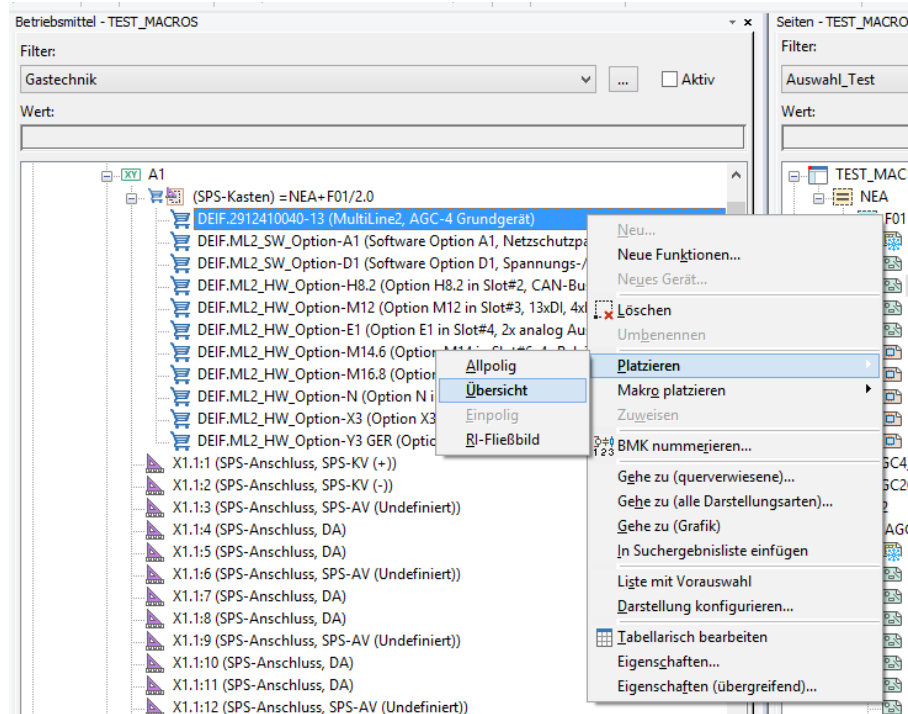 Betriebsmittel - TEST_MACROS
Filter:
Gastechnik
...
Aktiv
Wert:
A1
(SPS-Kasten) =NEA+F01/2.0
DEIF.2912410040-13 (MultiLine2, AGC-4 Grundgerät)
DEIF.ML2_SW_Option-A1 (Software Option A1, Netzschutzpa
DEIF.ML2_SW_Option-D1 (Software Option D1, Spannungs-/
DEIF.ML2_HW_Option-H8.2 (Option H8.2 in Slot#2, CAN-Bu
DEIF.ML2_HW_Option-M12 (Option M12 in Slot#3, 13xDI, 4xl
DEIF.ML2_HW_Option-E1 (Option E1 in Slot#4, 2x analog Au
DEIF.ML2_HW_Option-M14.6 (Option
DEIF.ML2_HW_Option-M16.8 (Option
DEIF.ML2_HW_Option-N (Option N i
DEIF.ML2_HW_Option-X3 (Option X3
DEIF.ML2_HW_Option-Y3 GER (Optic
X1.1:1 (SPS-Anschluss, SPS-KV (+))
X1.1:2 (SPS-Anschluss, SPS-KV (-))
X1.1:3 (SPS-Anschluss, SPS-AV (Undefiniert))
X1.1:4 (SPS-Anschluss, DA)
X1.1:5 (SPS-Anschluss, DA)
X1.1:6 (SPS-Anschluss, SPS-AV (Undefiniert))
X1.1:7 (SPS-Anschluss, DA)
X1.1:8 (SPS-Anschluss, DA)
X1.1:9 (SPS-Anschluss, SPS-AV (Undefiniert))
X1.1:10 (SPS-Anschluss, DA)
X1.1:11 (SPS-Anschluss, DA)
X1.1:12 (SPS-Anschluss, SPS-AV (Undefiniert))
Allpolig
Übersicht
Einpolig
RI-Fließbild
Neu...
Neue Funktionen...
Neues Gerät...
Löschen
Umbenennen
Platzieren
Makro platzieren
Zuweisen
BMK nummerieren...
Gehe zu (querverwiesene)...
Gehe zu (alle Darstellungsarten)...
Gehe zu (Grafik)
In Suchergebnisliste einfügen
Liste mit Vorauswahl
Darstellung konfigurieren...
Tabellarisch bearbeiten
Eigenschaften...
Eigenschaften (übergreifend)...
Seiten - TEST_MACRO
Filter:
Auswahl_Test
Wert:
TEST_MAC
NEA
F01